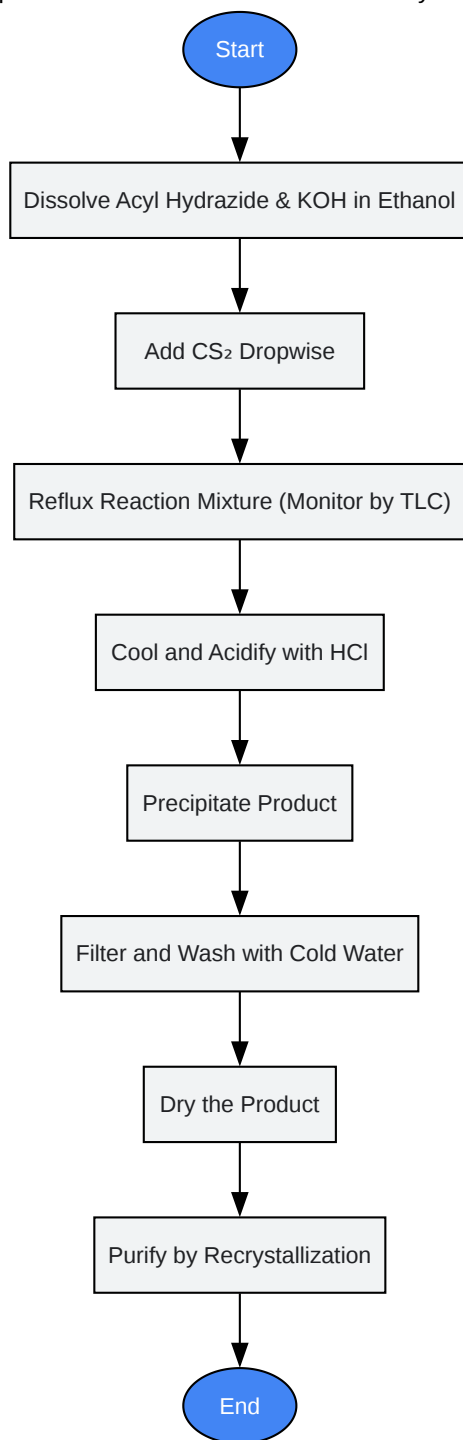 Start
Dissolve Acyl Hydrazide & KOH in Ethanol
Add CS₂ Dropwise
Reflux Reaction Mixture (Monitor by TLC)
Cool and Acidify with HCl
Precipitate Product
Filter and Wash with Cold Water
Dry the Product
Purify by Recrystallization
End